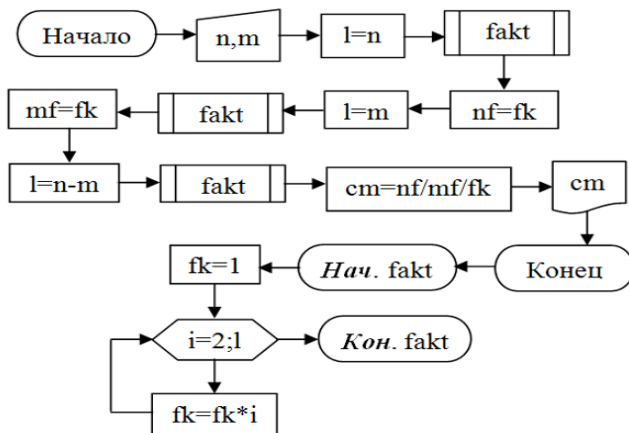 Начало
n,m
l=n
fakt
nf=fk
l=m
fakt
mf=fk
l=n-m
fakt
cm=nf/mf/fk
cm
Конец
Нач. fakt
fk=1
i=2;l
Кон. fakt
fk=fk*i